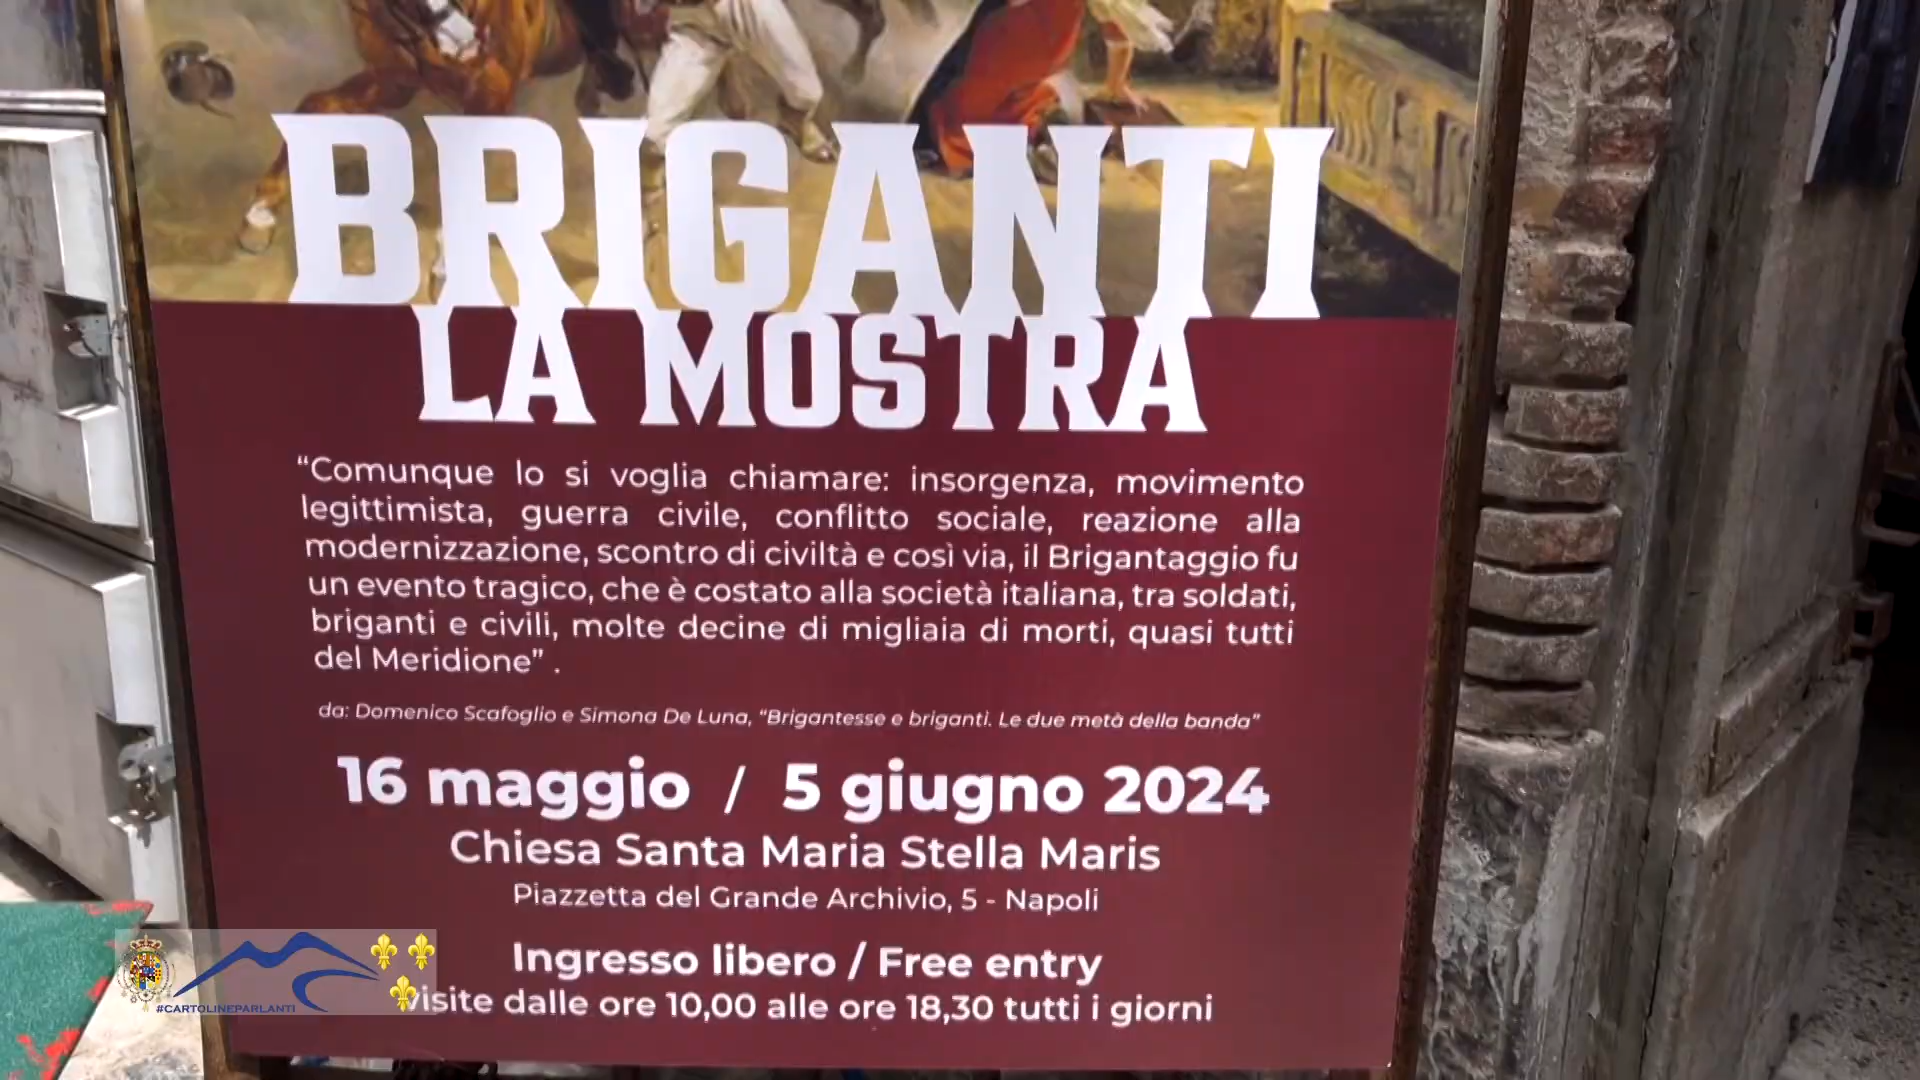 BRIGANTI
LA MOSTRA
“Comunque lo si voglia chiamare: insorgenza, movimento
legittimista, guerra civile, conflitto sociale, reazione alla
modernizzazione, scontro di civiltà e così via, il Brigantaggio fu
un evento tragico, che è costato alla società italiana, tra soldati,
briganti e civili, molte decine di migliaia di morti, quasi tutti
del Meridione” .
da: Domenico Scafoglio e Simona De Luna, “Brigantesse e briganti. Le due metà della banda”
16 maggio / 5 giugno 2024
Chiesa Santa Maria Stella Maris
Piazzetta del Grande Archivio, 5 - Napoli
Ingresso libero / Free entry
visite dalle ore 10,00 alle ore 18,30 tutti i giorni
#CARTOLINEPARLANTI